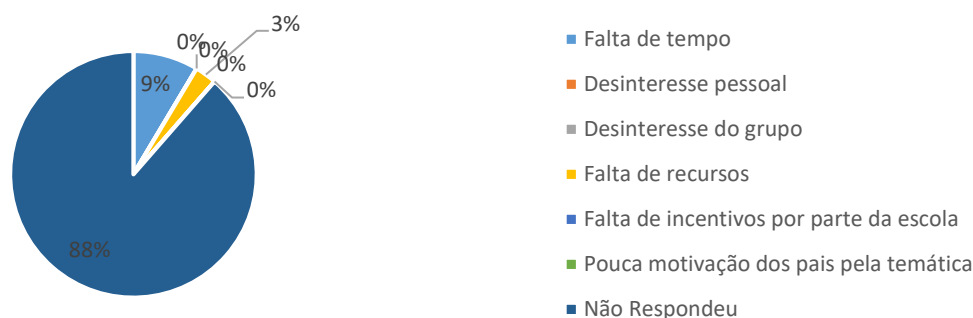 3%
0%
0%
0%
0%
9%
88%
Falta de tempo
Desinteresse pessoal
Desinteresse do grupo
Falta de recursos
Falta de incentivos por parte da escola
Pouca motivação dos pais pela temática
Não Respondeu